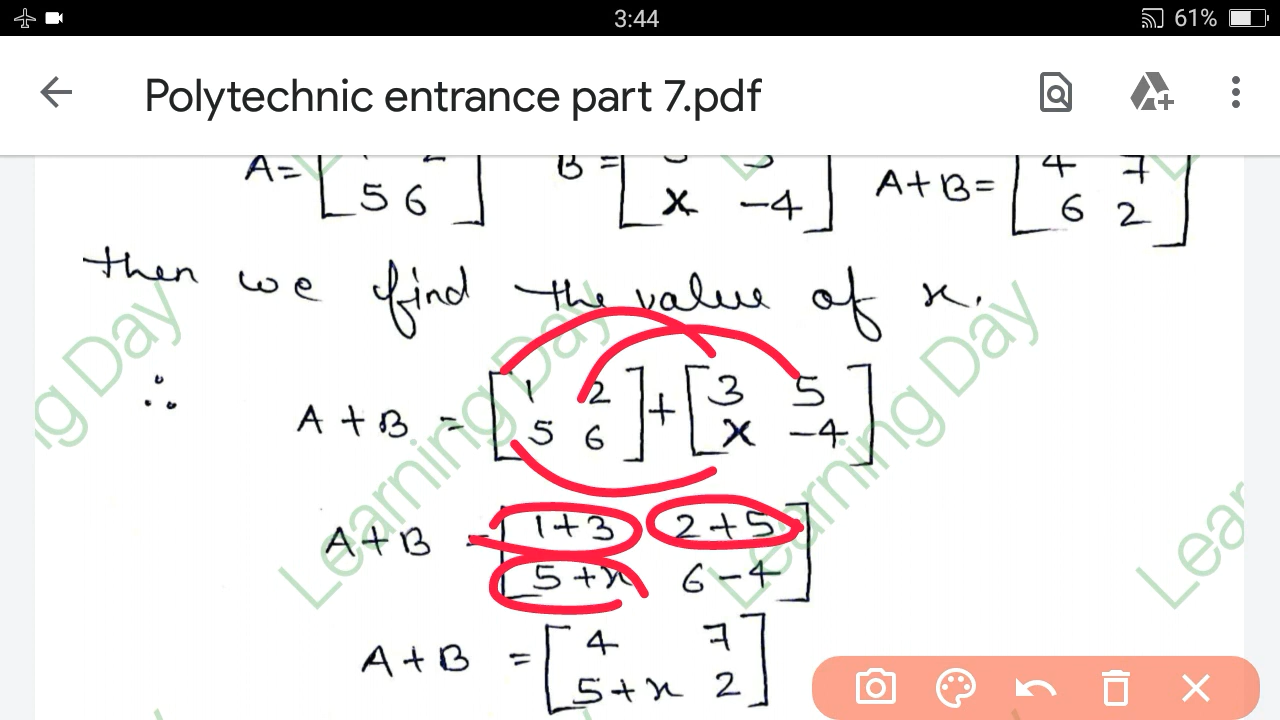 3:44 61%
Polytechnic entrance part 7.pdf
A = [ B = [ A+B = [ 4 7
5 6 ] x -4 ] 6 2 ]
then we find the value of x.
∴ A + B = [ 1 2 ] + [ 3 5 ]
5 6 x -4
A+B = [ 1+3 2+5 ]
5+x 6-4
A+B = [ 4 7 ]
5+x 2
ng Day
Learning Day
Learning Day
Lea